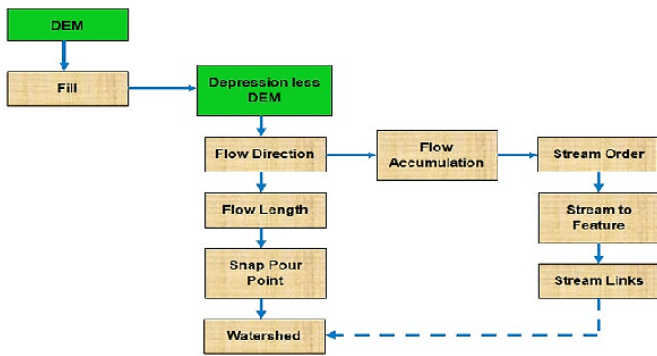 DEM
Fill
Depression less
DEM
Flow Direction
Flow
Accumulation
Stream Order
Flow Length
Stream to
Feature
Snap Pour
Point
Stream Links
Watershed